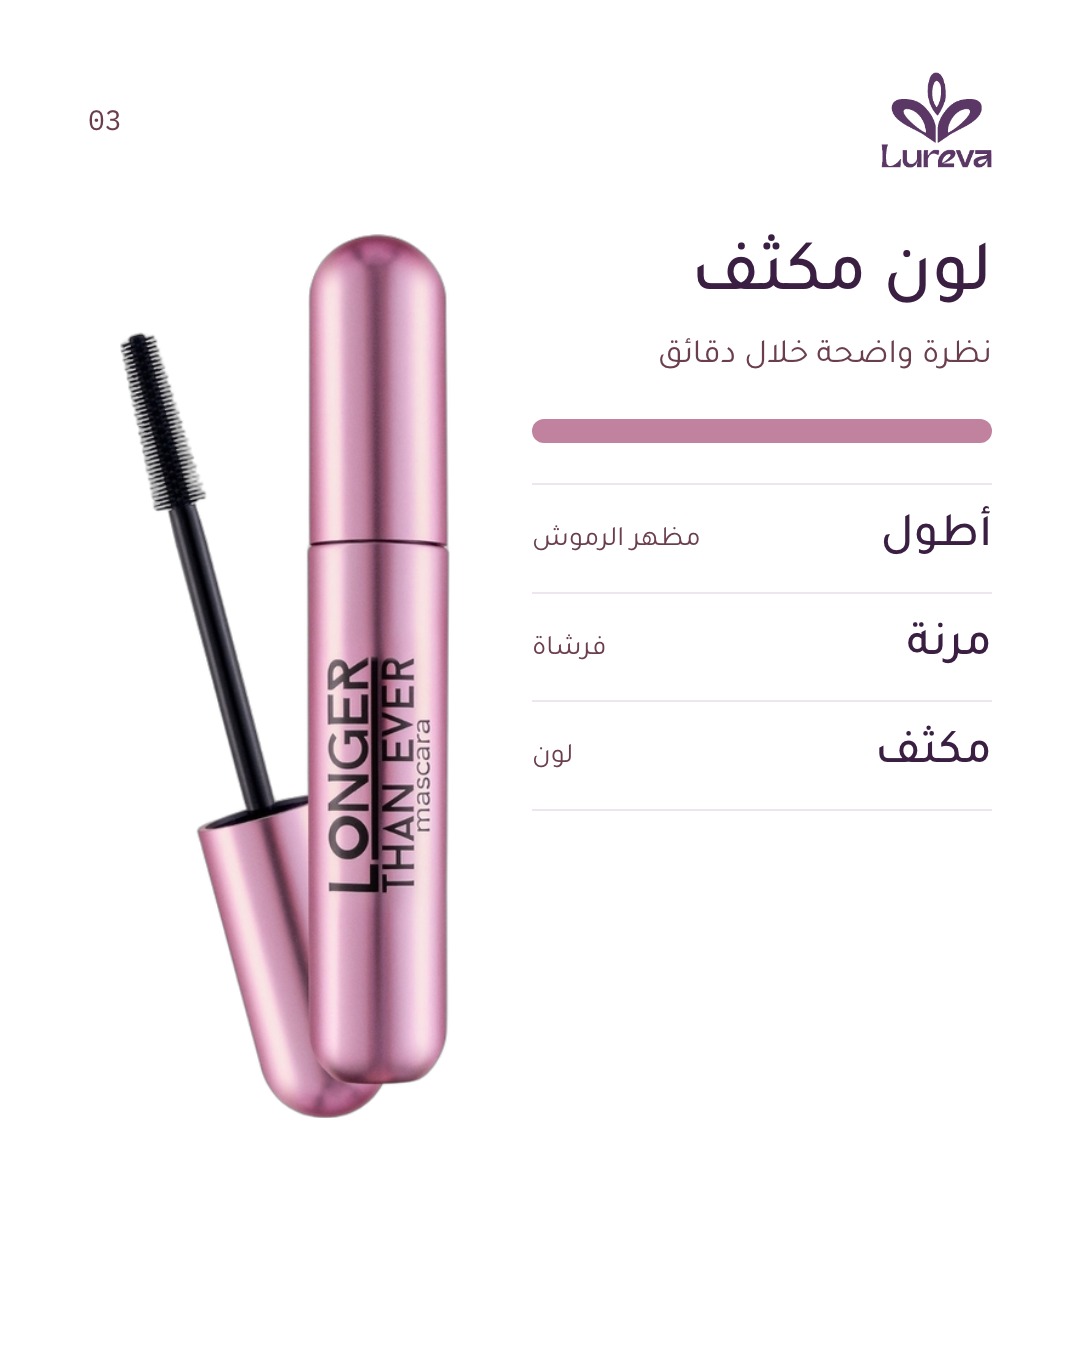 03
Lureva
لون مكثف
نظرة واضحة خلال دقائق
أطول مظهر الرموش
مرنة فرشاة
مكثف لون
LONGER
THAN EVER
mascara